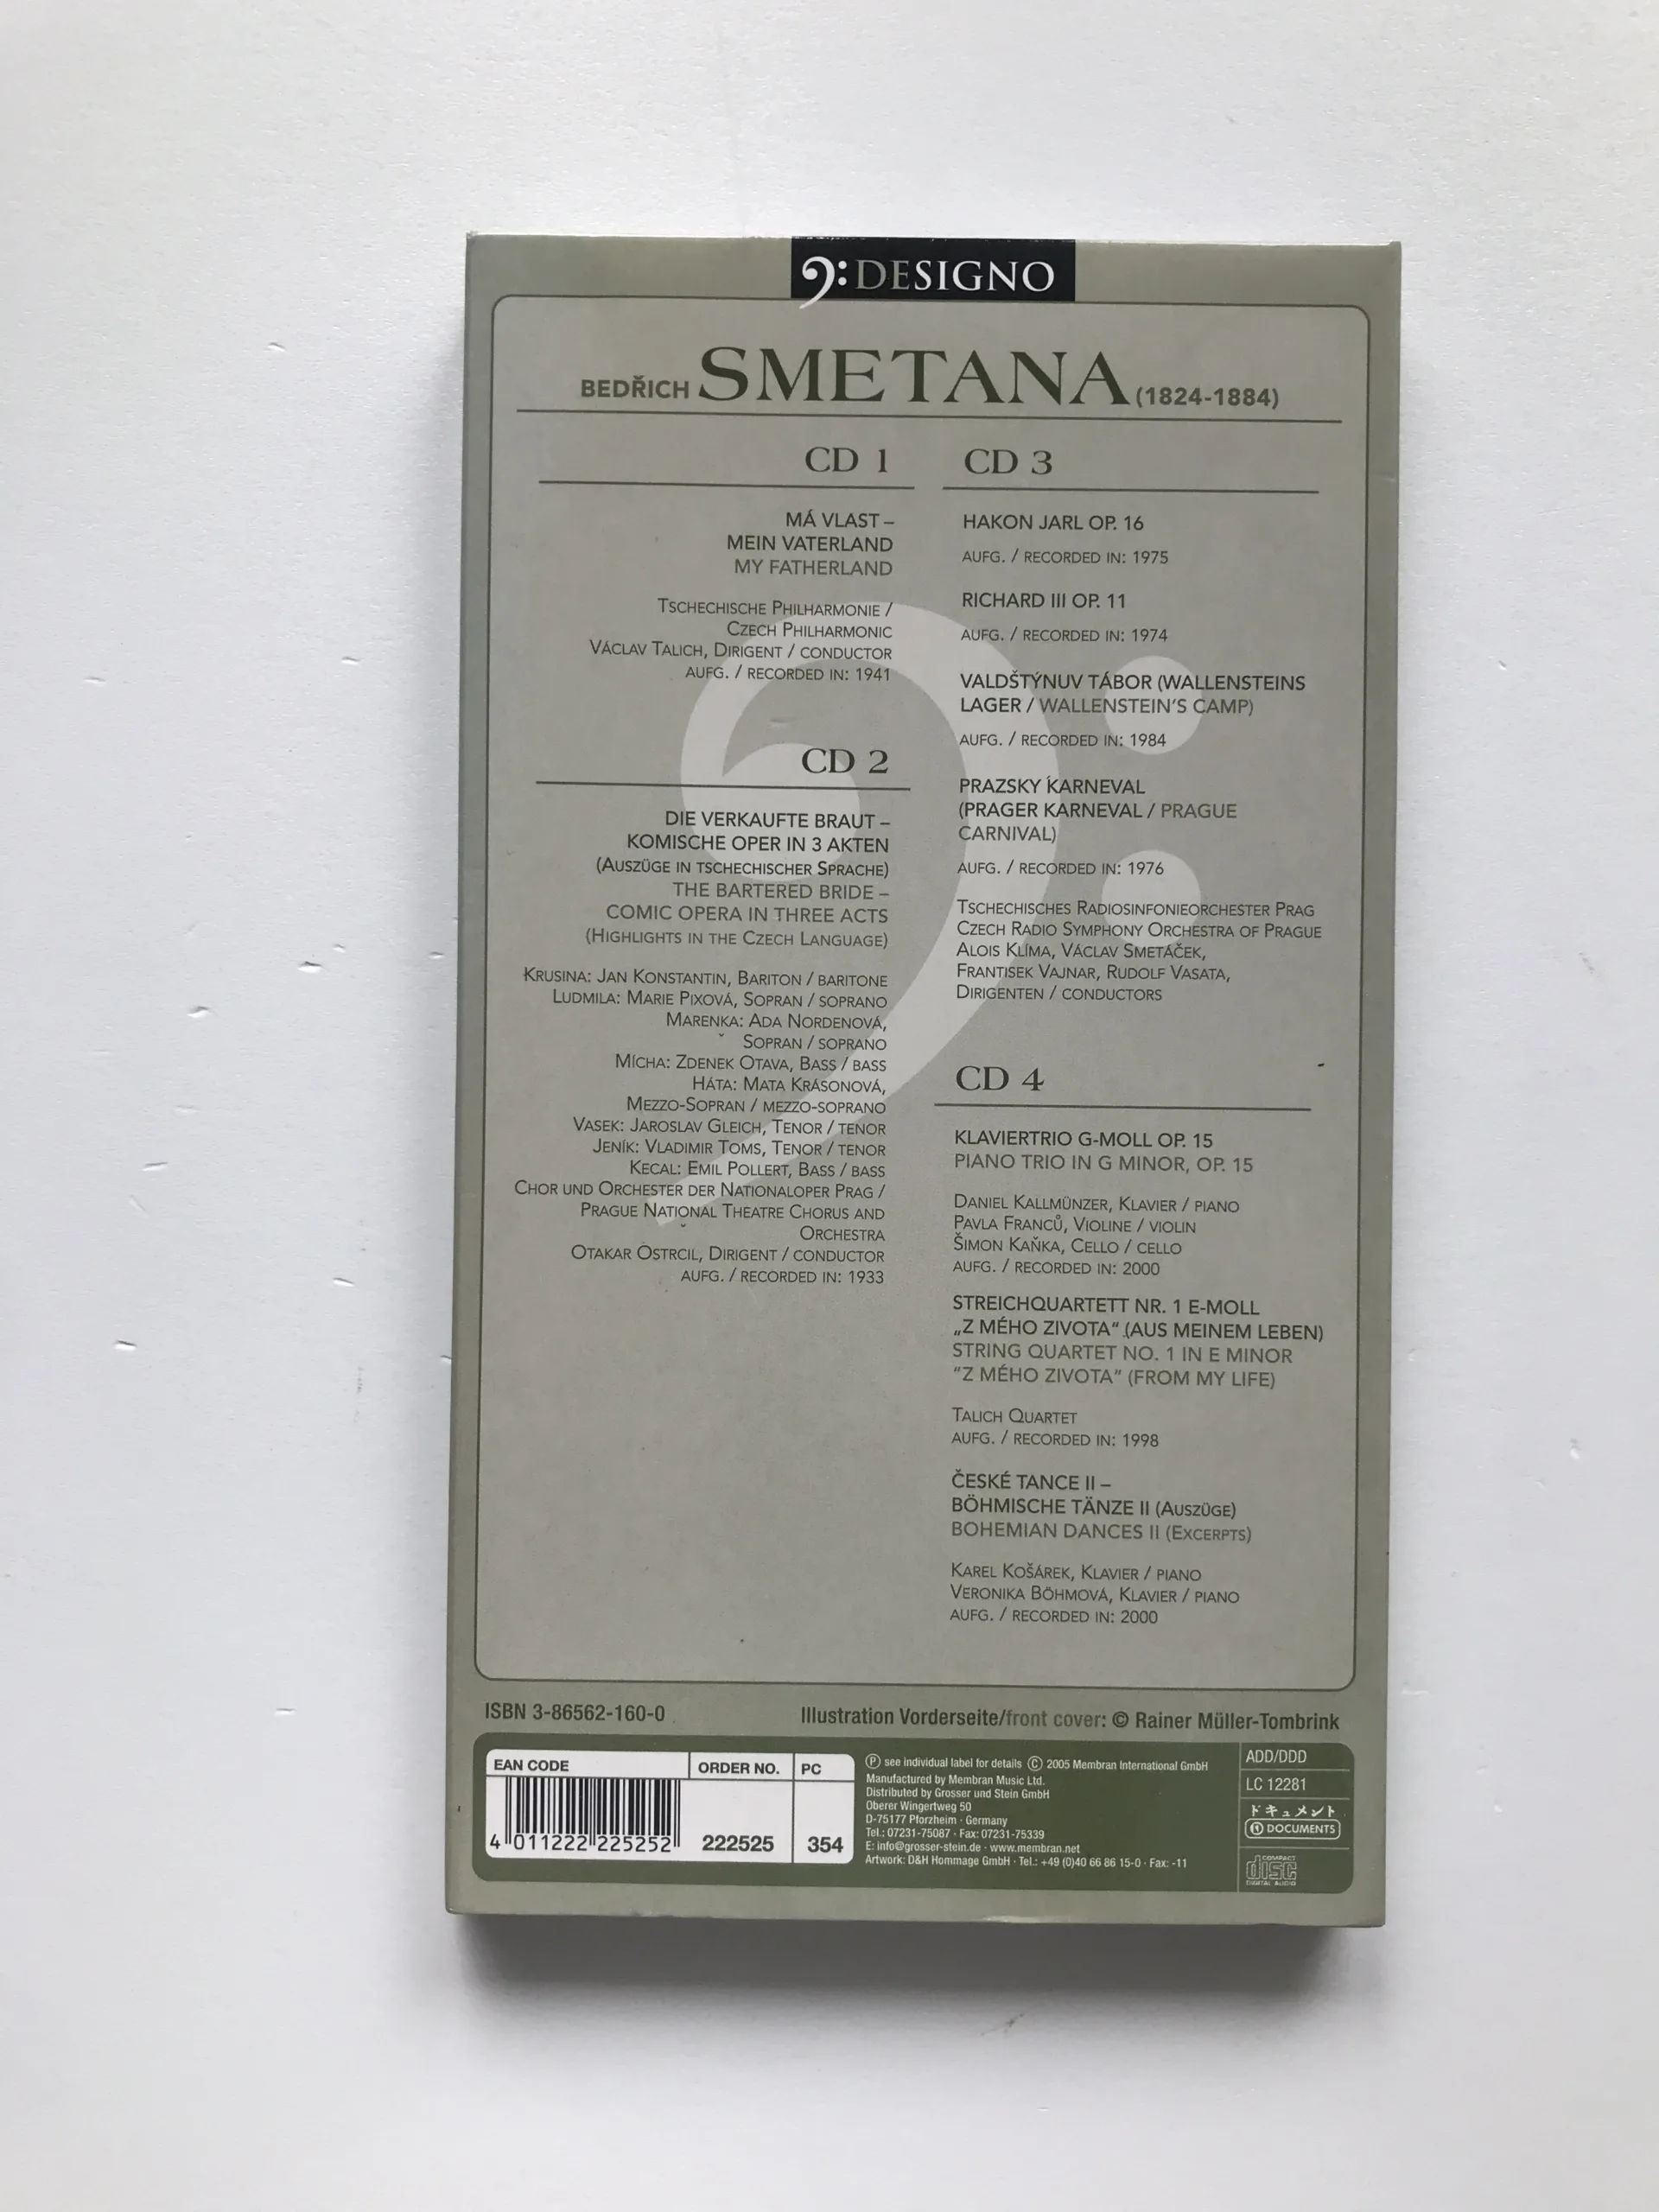 DESIGNO
BEDŘICH SMETANA (1824-1884)
CD 1
MÁ VLAST –
MEIN VATERLAND
MY FATHERLAND
TSCHECHISCHE PHILHARMONIE /
CZECH PHILHARMONIC
VÁCLAV TALICH, DIRIGENT / CONDUCTOR
AUFG. / RECORDED IN: 1941
CD 2
DIE VERKAUFTE BRAUT –
KOMISCHE OPER IN 3 AKTEN
(AUSZÜGE IN TSCHECHISCHER SPRACHE)
THE BARTERED BRIDE –
COMIC OPERA IN THREE ACTS
(HIGHLIGHTS IN THE CZECH LANGUAGE)
KRUSINA: JAN KONSTANTIN, BARITON / BARITONE
LUDMILA: MARIE PIXOVÁ, SOPRAN / SOPRANO
MARENKA: ADA NORDENOVÁ,
SOPRAN / SOPRANO
MÍCHA: ZDENEK OTAVA, BASS / BASS
HÁTA: MATA KRÁSONOVÁ,
MEZZO-SOPRAN / MEZZO-SOPRANO
VASEK: JAROSLAV GLEICH, TENOR / TENOR
JENÍK: VLADIMIR TOMS, TENOR / TENOR
KECAL: EMIL POLLERT, BASS / BASS
CHOR UND ORCHESTER DER NATIONALOPER PRAG /
PRAGUE NATIONAL THEATRE CHORUS AND
ORCHESTRA
OTAKAR OSTRCIL, DIRIGENT / CONDUCTOR
AUFG. / RECORDED IN: 1933
CD 3
HAKON JARL OP. 16
AUFG. / RECORDED IN: 1975
RICHARD III OP. 11
AUFG. / RECORDED IN: 1974
VALDŠTÝNUV TÁBOR (WALLENSTEINS
LAGER / WALLENSTEIN'S CAMP)
AUFG. / RECORDED IN: 1984
PRAZSKY KARNEVAL
(PRAGER KARNEVAL / PRAGUE
CARNIVAL)
AUFG. / RECORDED IN: 1976
TSCHECHISCHES RADIOSINFONIEORCHESTER PRAG
CZECH RADIO SYMPHONY ORCHESTRA OF PRAGUE
ALOIS KLÍMA, VÁCLAV SMETÁČEK,
FRANTISEK VAJNAR, RUDOLF VASATA,
DIRIGENTEN / CONDUCTORS
CD 4
KLAVIERTRIO G-MOLL OP. 15
PIANO TRIO IN G MINOR, OP. 15
DANIEL KALLMÜNZER, KLAVIER / PIANO
PAVLA FRANCŮ, VIOLINE / VIOLIN
ŠIMON KAŇKA, CELLO / CELLO
AUFG. / RECORDED IN: 2000
STREICHQUARTETT NR. 1 E-MOLL
„Z MÉHO ZIVOTA“ (AUS MEINEM LEBEN)
STRING QUARTET NO. 1 IN E MINOR
“Z MÉHO ZIVOTA” (FROM MY LIFE)
TALICH QUARTET
AUFG. / RECORDED IN: 1998
ČESKÉ TANCE II –
BÖHMISCHE TÄNZE II (AUSZÜGE)
BOHEMIAN DANCES II (EXCERPTS)
KAREL KOŠÁREK, KLAVIER / PIANO
VERONIKA BÖHMOVÁ, KLAVIER / PIANO
AUFG. / RECORDED IN: 2000
ISBN 3-86562-160-0
Illustration Vorderseite/front cover: © Rainer Müller-Tombrink
EAN CODE
4 011222 225252
ORDER NO.
222525
PC
354
Ⓟ see individual label for details Ⓒ 2005 Membran International GmbH
Manufactured by Membran Music Ltd.
Distributed by Grosser und Stein GmbH
Oberer Wingertweg 50
D-75177 Pforzheim · Germany
Tel.: 07231-75087 · Fax: 07231-75339
E: info@grosser-stein.de · www.membran.net
Artwork: D&H Hommage GmbH · Tel.: +49 (0)40 66 86 15-0 · Fax: -11
ADD/DDD
LC 12281
ドキュメント
DOCUMENTS
COMPACT
disc
DIGITAL AUDIO